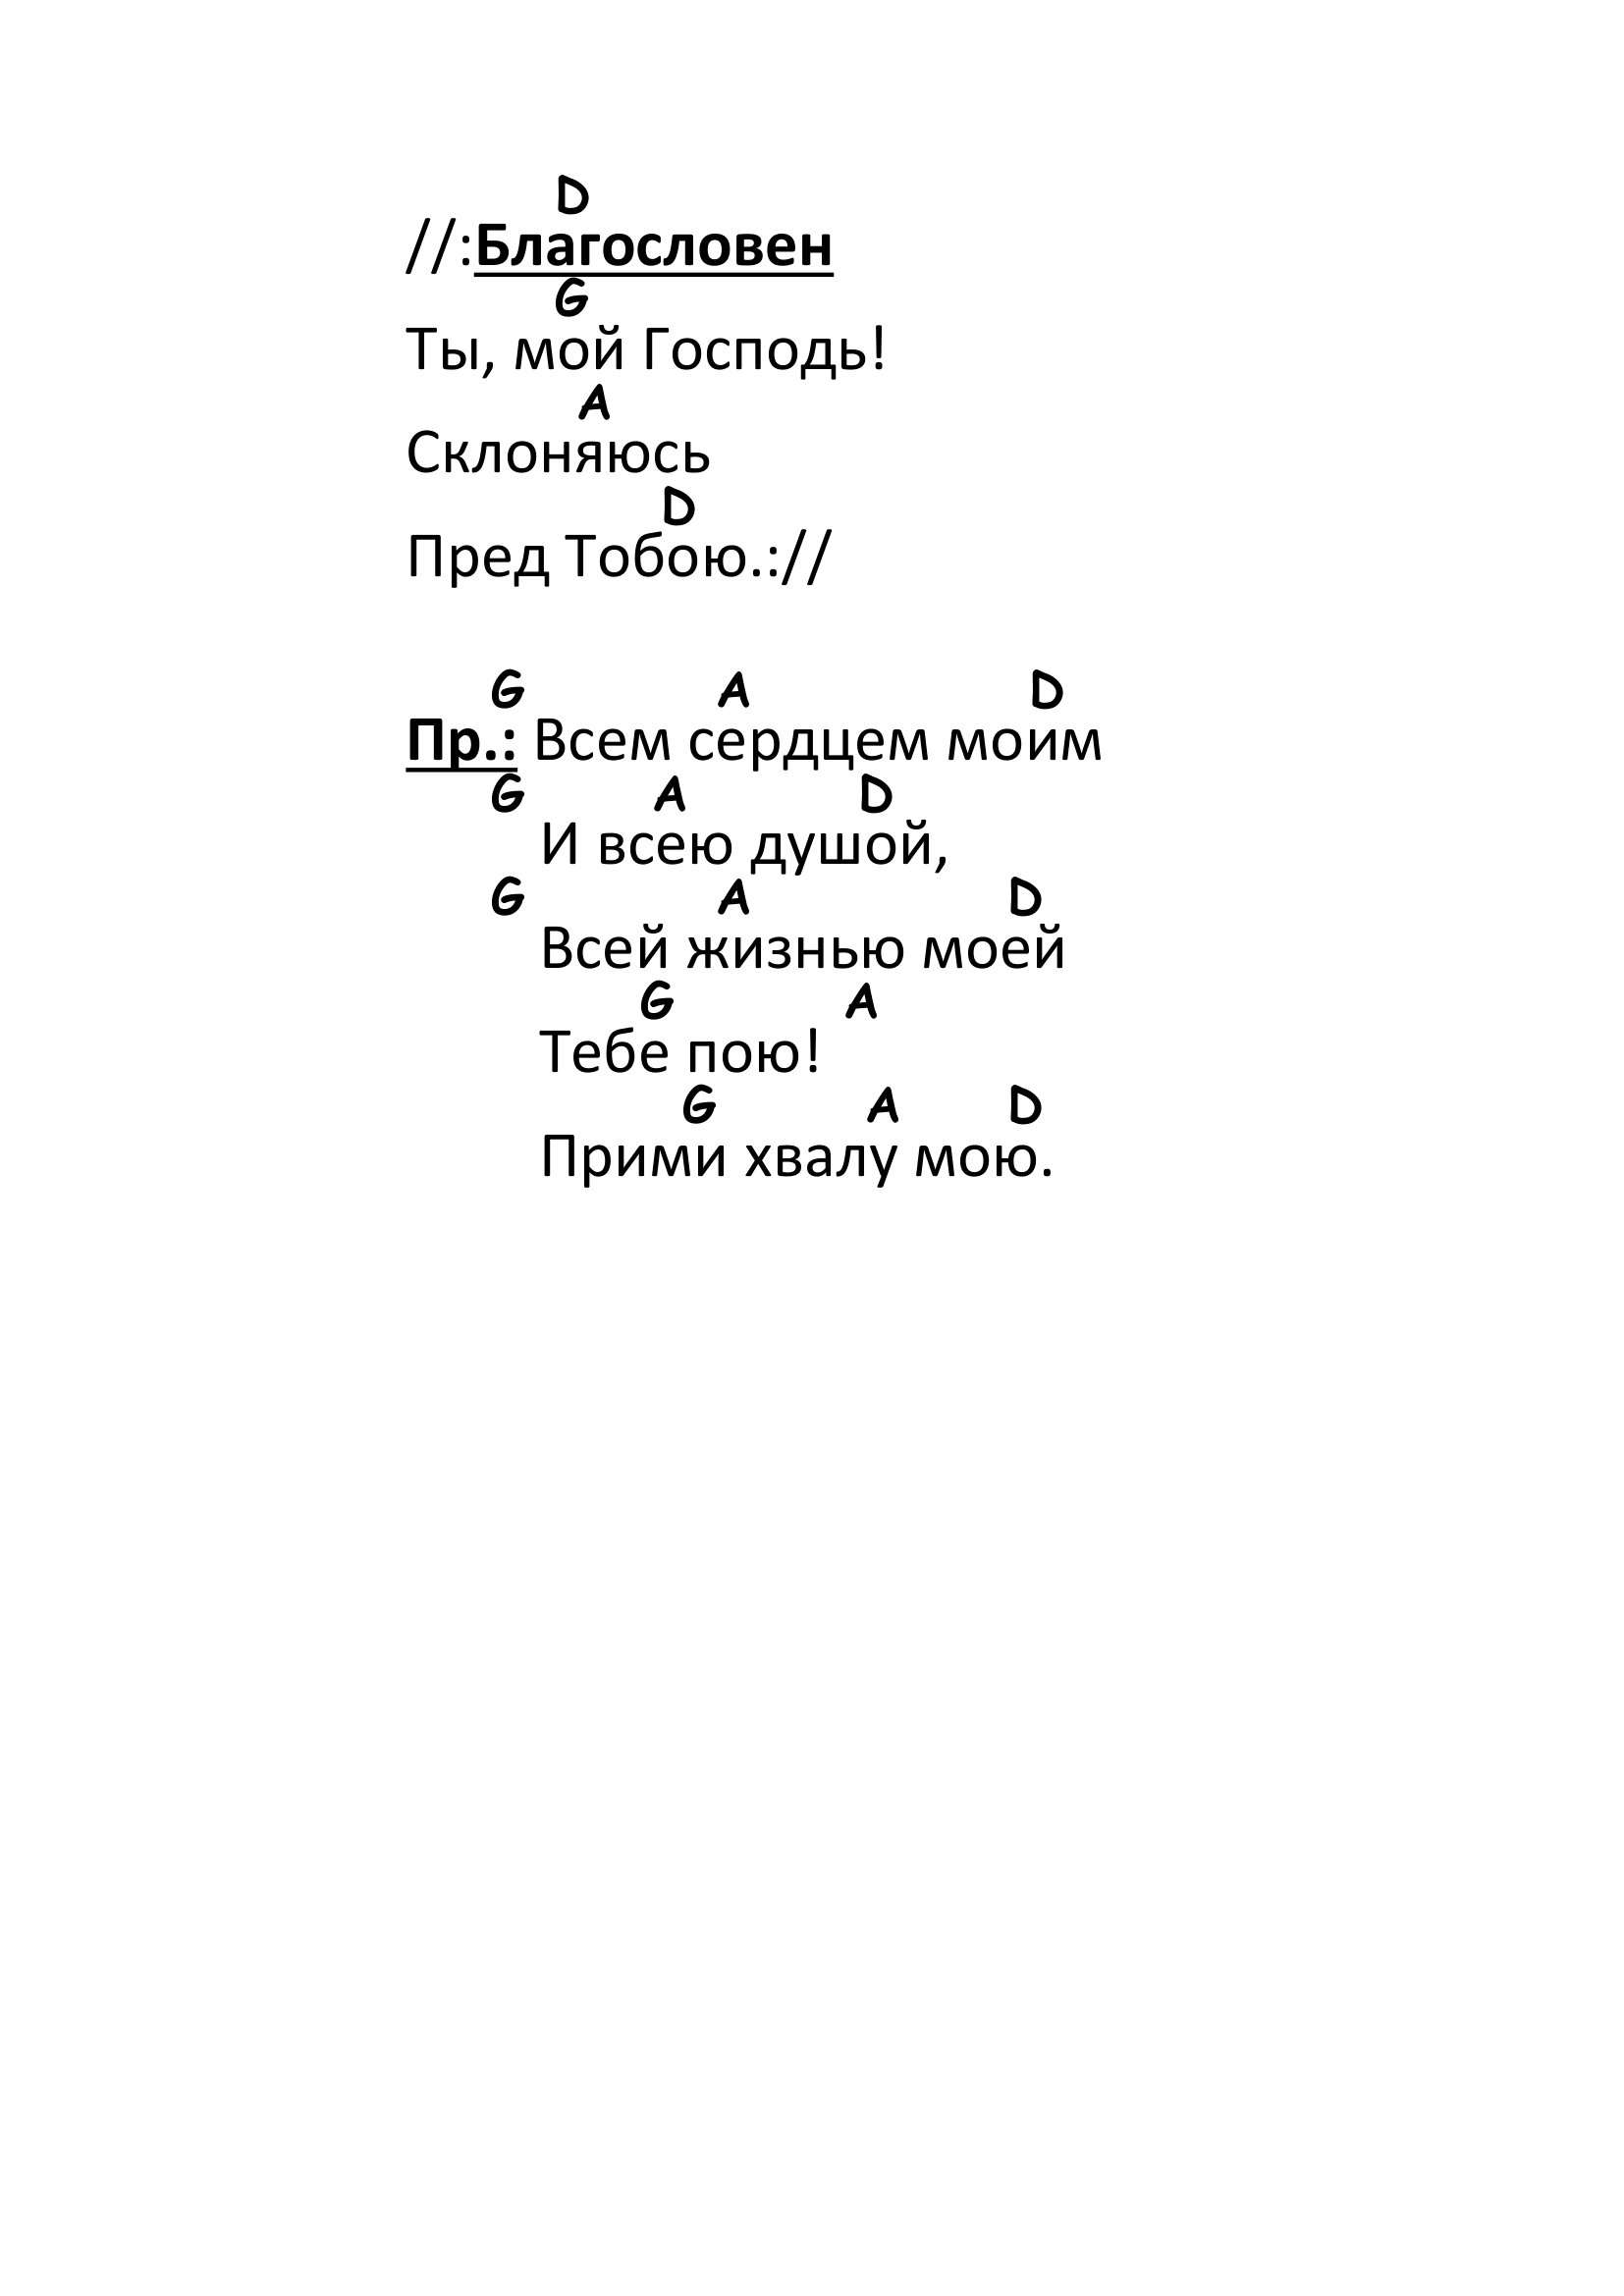 D
//:Благословен
G
Ты, мой Господь!
A
Склоняюсь
D
Пред Тобою.://
G A D
Пр.: Всем сердцем моим
G A D
И всею душой,
G A D
Всей жизнью моей
G A
Тебе пою!
G A D
Прими хвалу мою.